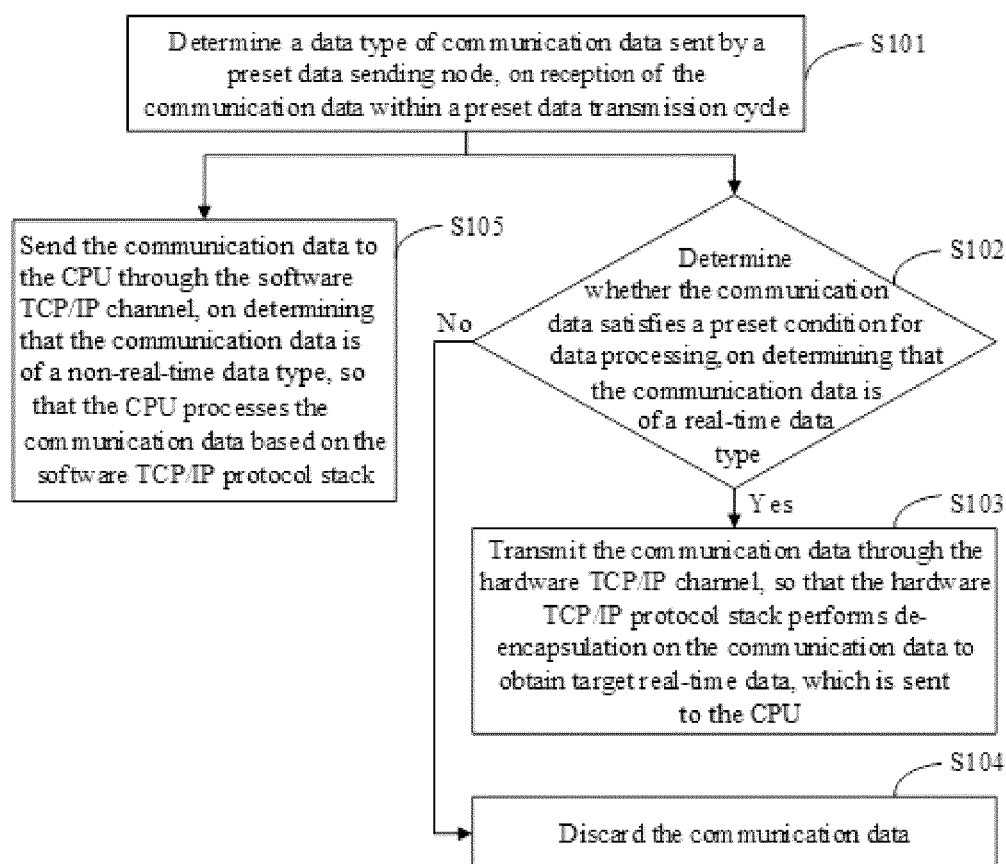 Determine a data type of communication data sent by a
preset data sending node, on reception of the
communication data within a preset data transmission cycle
S101
Send the communication data to
the CPU through the software
TCP/IP channel, on determining
that the communication data is
of a non-real-time data type, so
that the CPU processes the
communication data based on the
software TCP/IP protocol stack
S105
Determine
whether the communication
data satisfies a preset condition for
data processing, on determining that
the communication data is
of a real-time data
type
S102
No
Yes
S103
Transmit the communication data through the
hardware TCP/IP channel, so that the hardware
TCP/IP protocol stack performs de-
encapsulation on the communication data to
obtain target real-time data, which is sent
to the CPU
S104
Discard the communication data